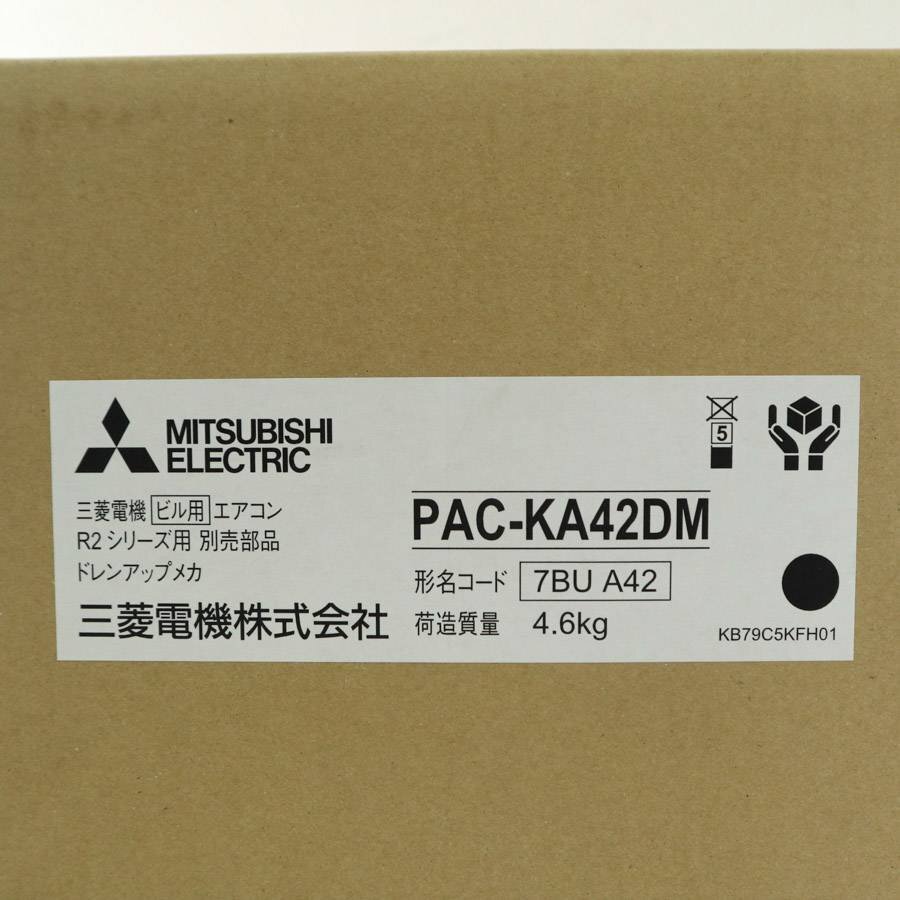 MITSUBISHI
ELECTRIC
三菱電機 ビル用 エアコン
R2シリーズ用 別売部品
ドレンアップメカ
三菱電機株式会社
5
PAC-KA42DM
形名コード 7BU A42
荷造質量 4.6kg
KB79C5KFH01